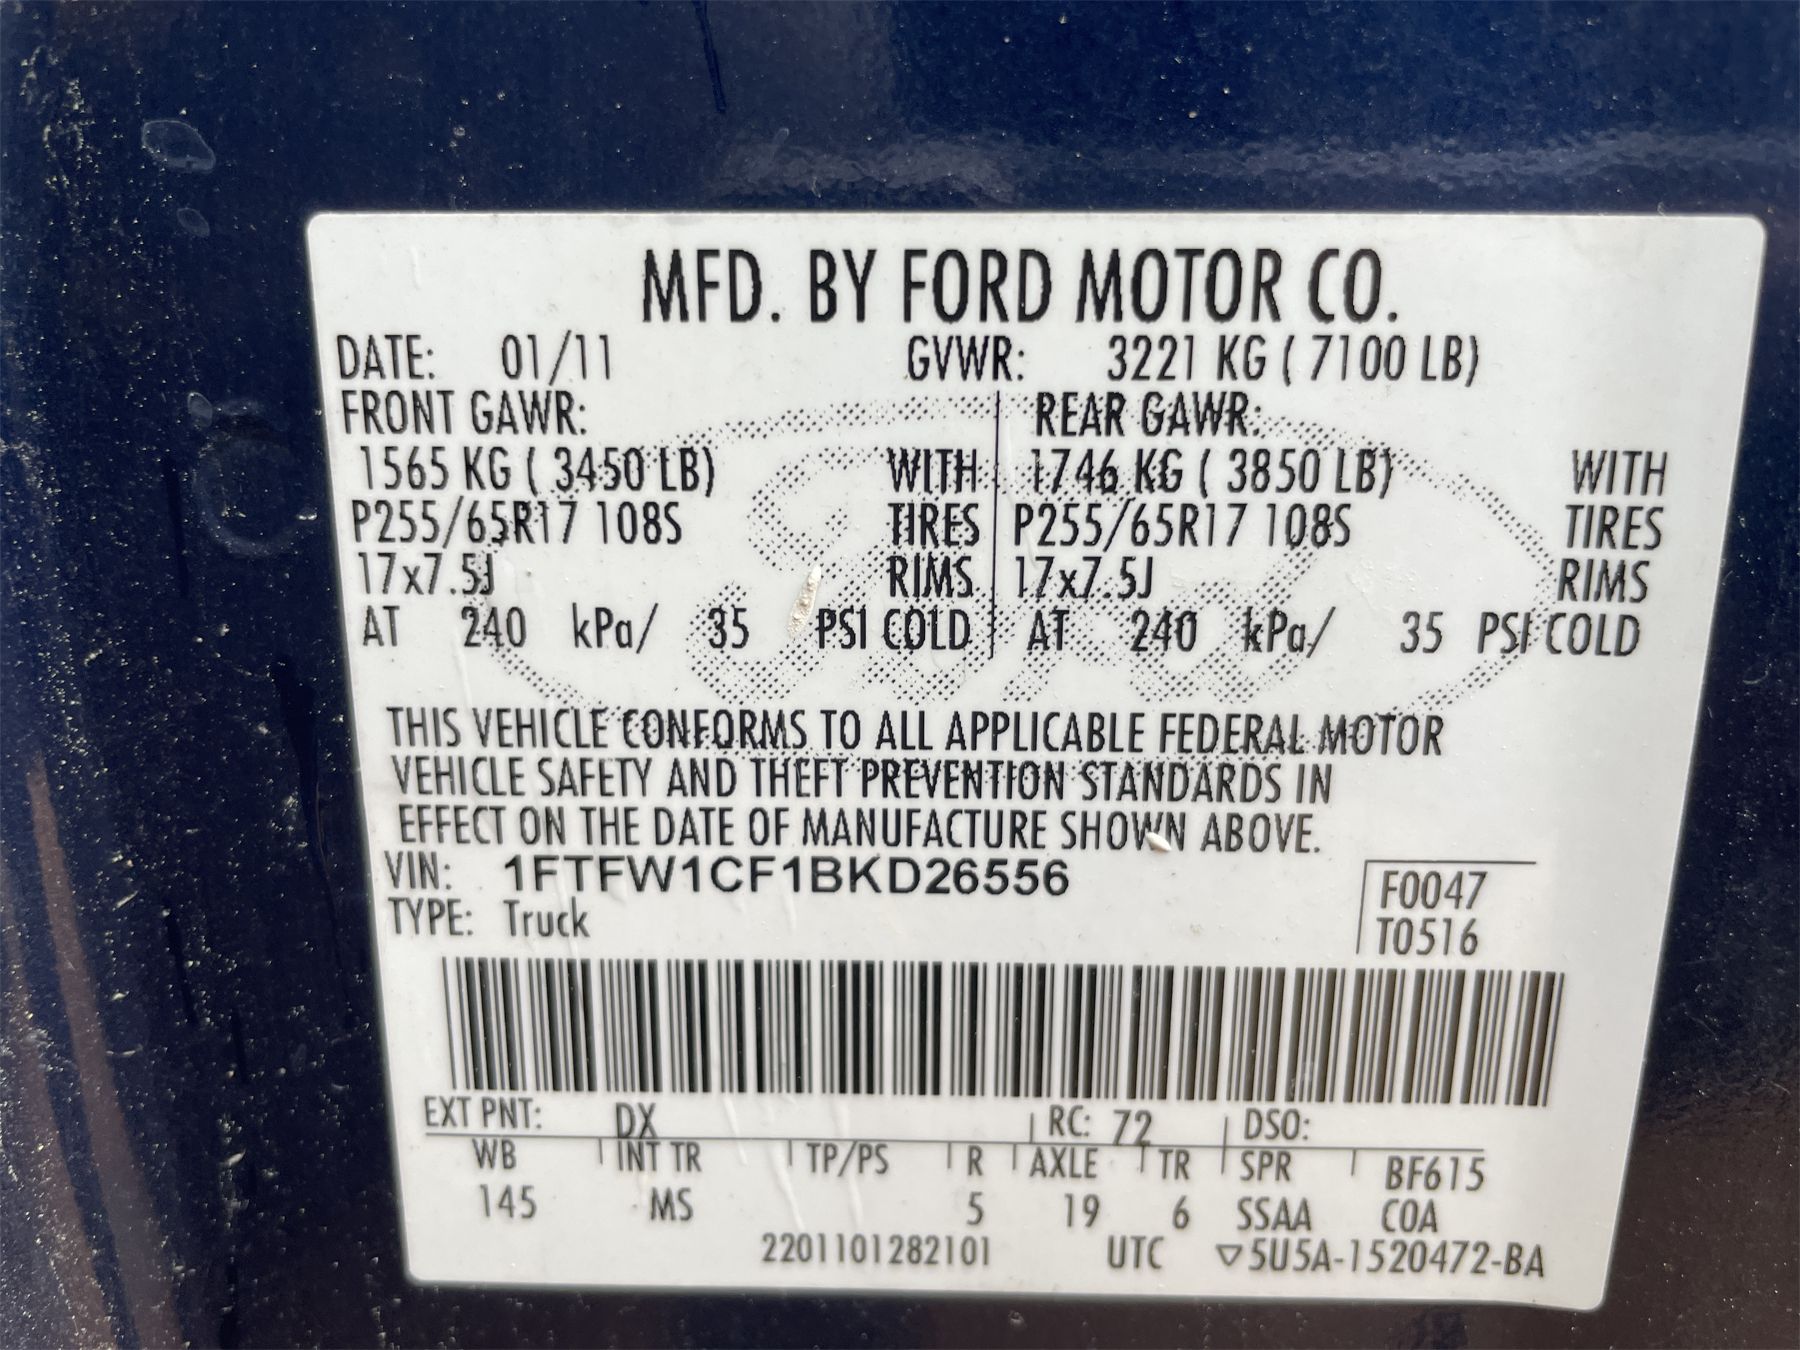 MFD. BY FORD MOTOR CO.
DATE: 01/11 GVWR: 3221 KG ( 7100 LB)
FRONT GAWR: REAR GAWR:
1565 KG ( 3450 LB) WITH 1746 KG ( 3850 LB) WITH
P255/65R17 108S TIRES P255/65R17 108S TIRES
17x7.5J RIMS 17x7.5J RIMS
AT 240 kPa/ 35 PSI COLD AT 240 kPa/ 35 PSI COLD
Ford
THIS VEHICLE CONFORMS TO ALL APPLICABLE FEDERAL MOTOR
VEHICLE SAFETY AND THEFT PREVENTION STANDARDS IN
EFFECT ON THE DATE OF MANUFACTURE SHOWN ABOVE.
VIN: 1FTFW1CF1BKD26556
TYPE: Truck
F0047
T0516
EXT PNT: DX RC: 72 DSO:
WB INT TR TP/PS R AXLE TR SPR BF615
145 MS 5 19 6 SSAA COA
2201101282101 UTC ▽5U5A-1520472-BA